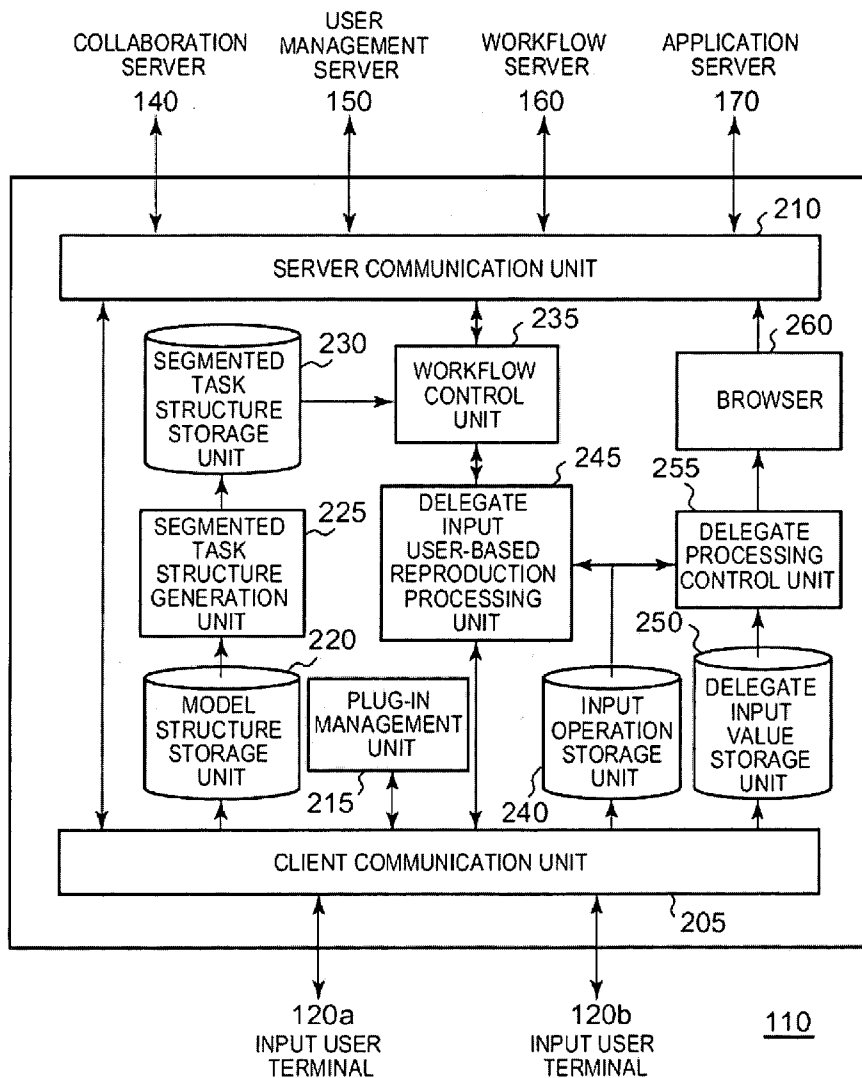 COLLABORATION
SERVER
140
USER
MANAGEMENT
SERVER
150
WORKFLOW
SERVER
160
APPLICATION
SERVER
170
210
SERVER COMMUNICATION UNIT
230
SEGMENTED
TASK
STRUCTURE
STORAGE
UNIT
235
WORKFLOW
CONTROL
UNIT
260
BROWSER
225
SEGMENTED
TASK
STRUCTURE
GENERATION
UNIT
245
DELEGATE
INPUT
USER-BASED
REPRODUCTION
PROCESSING
UNIT
255
DELEGATE
PROCESSING
CONTROL UNIT
220
MODEL
STRUCTURE
STORAGE
UNIT
PLUG-IN
MANAGEMENT
UNIT
215
INPUT
OPERATION
STORAGE
UNIT
240
250
DELEGATE
INPUT
VALUE
STORAGE
UNIT
CLIENT COMMUNICATION UNIT
205
120a
INPUT USER
TERMINAL
120b
INPUT USER
TERMINAL
110